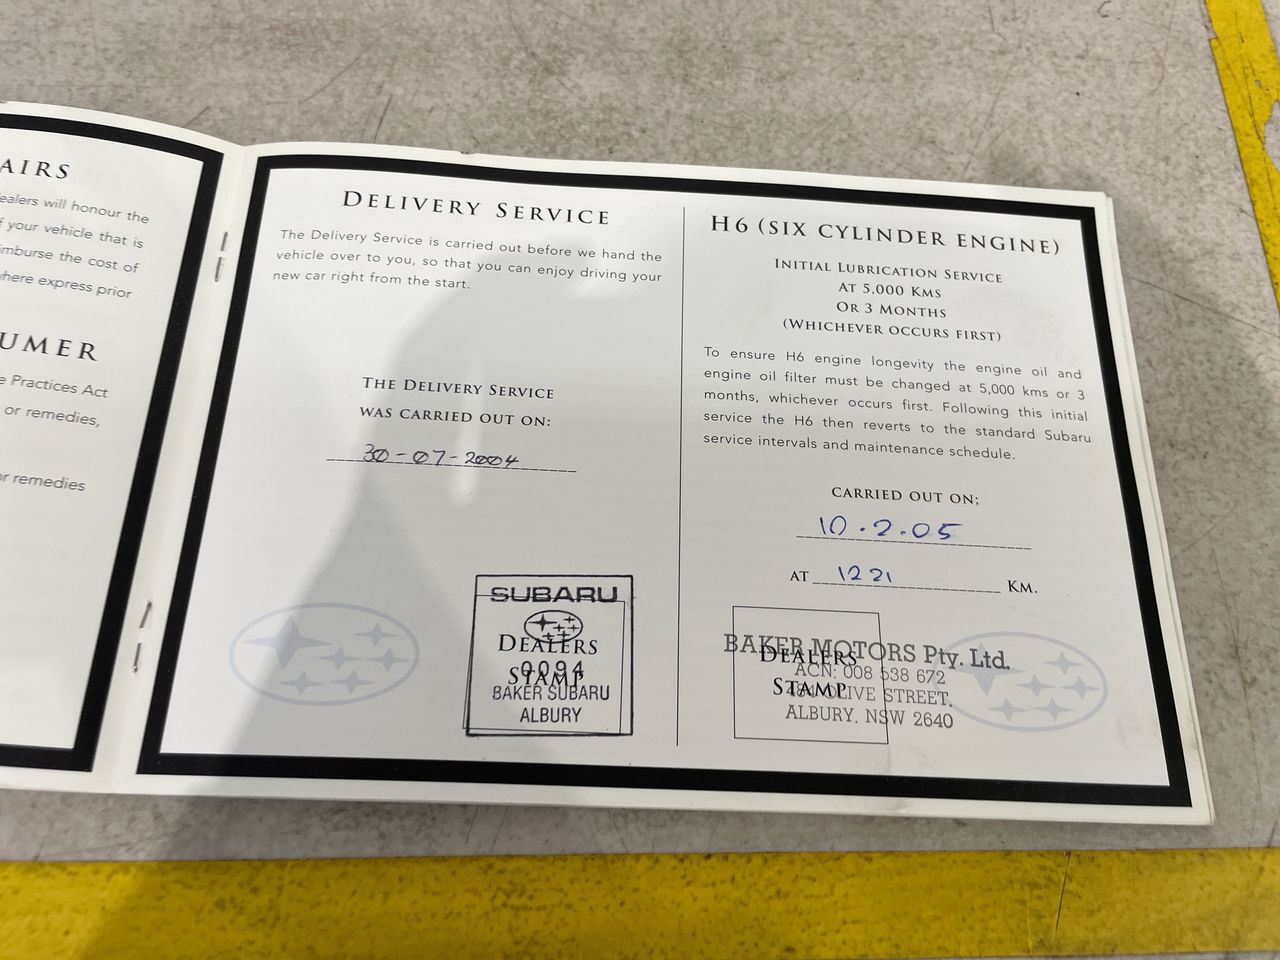 AIRS
ealers will honour the
f your vehicle that is
imburse the cost of
where express prior
UMER
e Practices Act
or remedies,
or remedies
DELIVERY SERVICE
The Delivery Service is carried out before we hand the
vehicle over to you, so that you can enjoy driving your
new car right from the start.
THE DELIVERY SERVICE
WAS CARRIED OUT ON:
30-07-2004
SUBARU
DEALERS
STAMP
0094
BAKER SUBARU
ALBURY
H6 (SIX CYLINDER ENGINE)
INITIAL LUBRICATION SERVICE
AT 5,000 KMS
OR 3 MONTHS
(WHICHEVER OCCURS FIRST)
To ensure H6 engine longevity the engine oil and
engine oil filter must be changed at 5,000 kms or 3
months, whichever occurs first. Following this initial
service the H6 then reverts to the standard Subaru
service intervals and maintenance schedule.
CARRIED OUT ON;
10.2.05
AT 1221 KM.
DEALERS
STAMP
BAKER MOTORS Pty. Ltd.
ACN: 008 538 672
OLIVE STREET,
ALBURY, NSW 2640